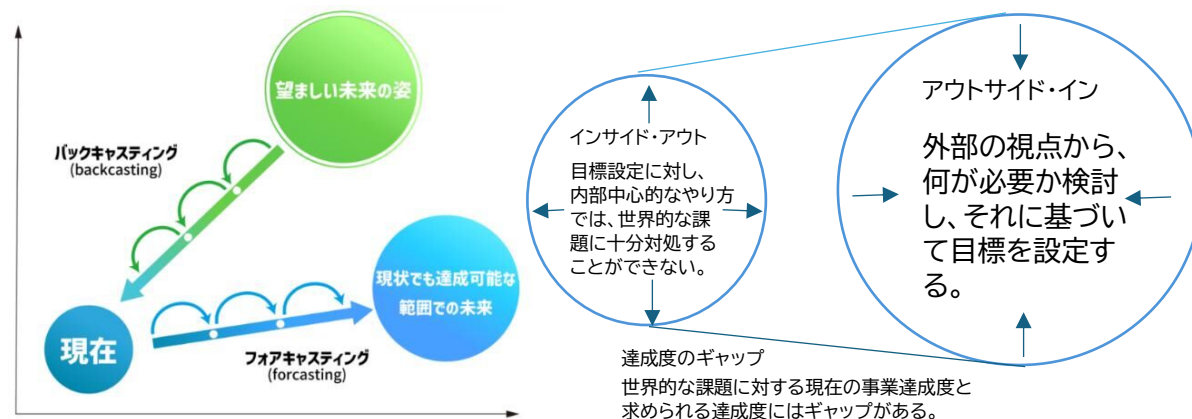 望ましい未来の姿
バックキャスティング
(backcasting)
現状でも達成可能な
範囲での未来
現在
フォアキャスティング
(forcasting)
インサイド・アウト
目標設定に対し、
内部中心的なやり方
では、世界的な課
題に十分対処する
ことができない。
アウトサイド・イン
外部の視点から、
何が必要か検討
し、それに基づい
て目標を設定す
る。
達成度のギャップ
世界的な課題に対する現在の事業達成度と
求められる達成度にはギャップがある。